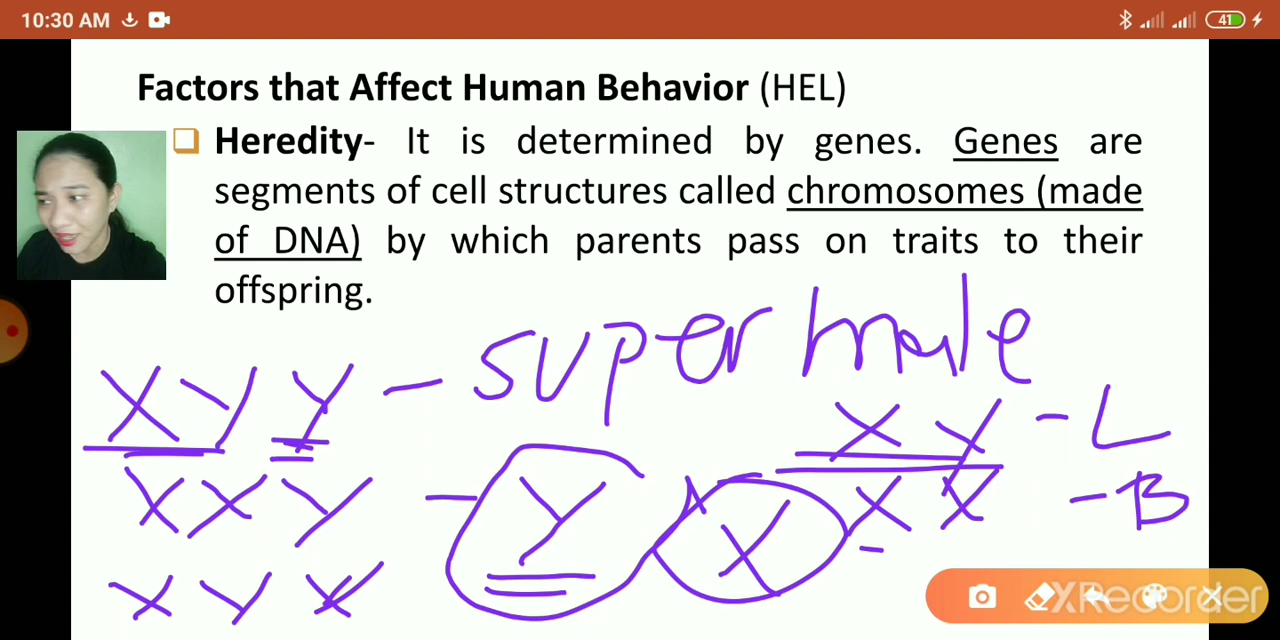 10:30 AM
41
Factors that Affect Human Behavior (HEL)
Heredity- It is determined by genes. Genes are
segments of cell structures called chromosomes (made
of DNA) by which parents pass on traits to their
offspring.
XYY - super male
XY - L
XXY - Y X XX - B
XYX
XRecorder